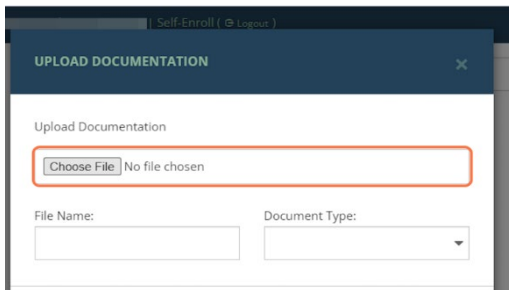 | Self-Enroll ( Logout )
UPLOAD DOCUMENTATION ×
Upload Documentation
Choose File No file chosen
File Name: Document Type: